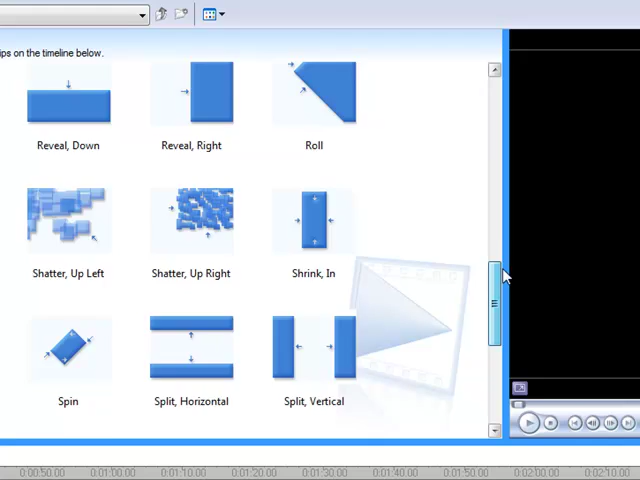 ips on the timeline below.
Reveal, Down
Reveal, Right
Roll
Shatter, Up Left
Shatter, Up Right
Shrink, In
Spin
Split, Horizontal
Split, Vertical
0:00:50.00 0:01:00.00 0:01:10.00 0:01:20.00 0:01:30.00 0:01:40.00 0:01:50.00 0:02:00.00 0:02:10.00